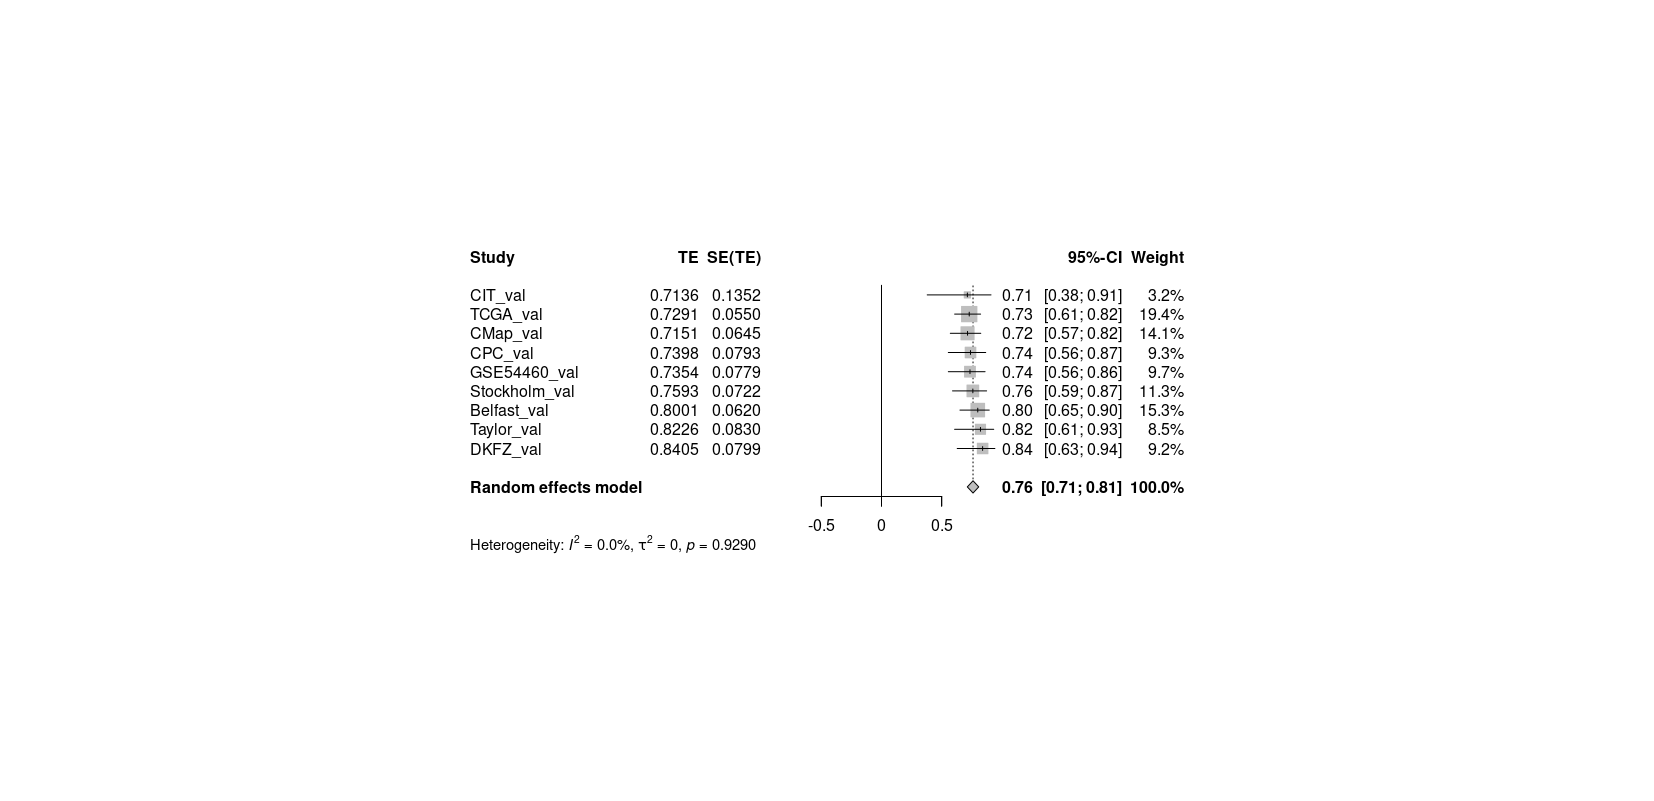 Study TE SE(TE) 95%-CI Weight
CIT_val 0.7136 0.1352 0.71 [0.38; 0.91] 3.2%
TCGA_val 0.7291 0.0550 0.73 [0.61; 0.82] 19.4%
CMap_val 0.7151 0.0645 0.72 [0.57; 0.82] 14.1%
CPC_val 0.7398 0.0793 0.74 [0.56; 0.87] 9.3%
GSE54460_val 0.7354 0.0779 0.74 [0.56; 0.86] 9.7%
Stockholm_val 0.7593 0.0722 0.76 [0.59; 0.87] 11.3%
Belfast_val 0.8001 0.0620 0.80 [0.65; 0.90] 15.3%
Taylor_val 0.8226 0.0830 0.82 [0.61; 0.93] 8.5%
DKFZ_val 0.8405 0.0799 0.84 [0.63; 0.94] 9.2%
Random effects model 0.76 [0.71; 0.81] 100.0%
-0.5 0 0.5
Heterogeneity: I² = 0.0%, τ² = 0, p = 0.9290